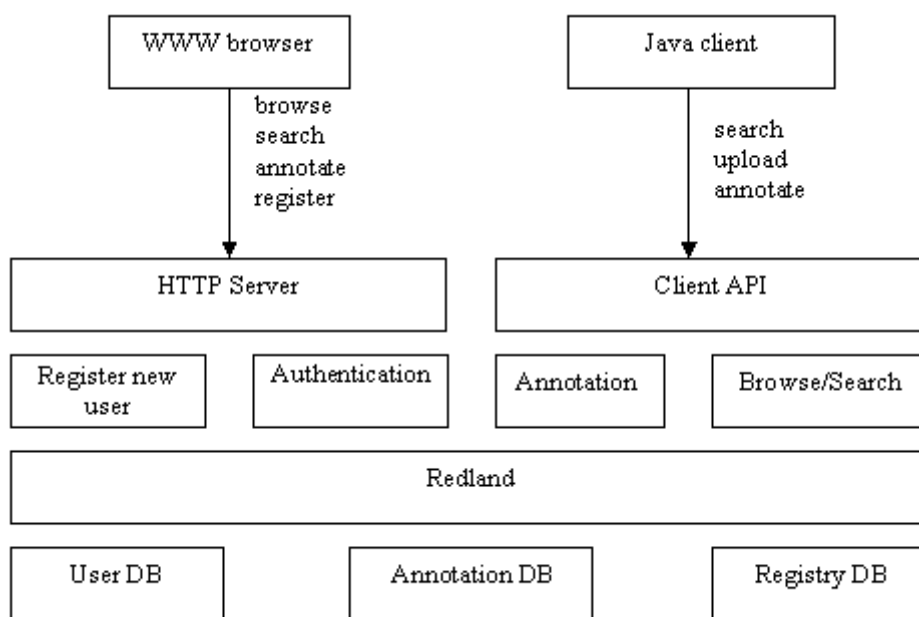 WWW browser
Java client
browse
search
annotate
register
search
upload
annotate
HTTP Server
Client API
Register new
user
Authentication
Annotation
Browse/Search
Redland
User DB
Annotation DB
Registry DB